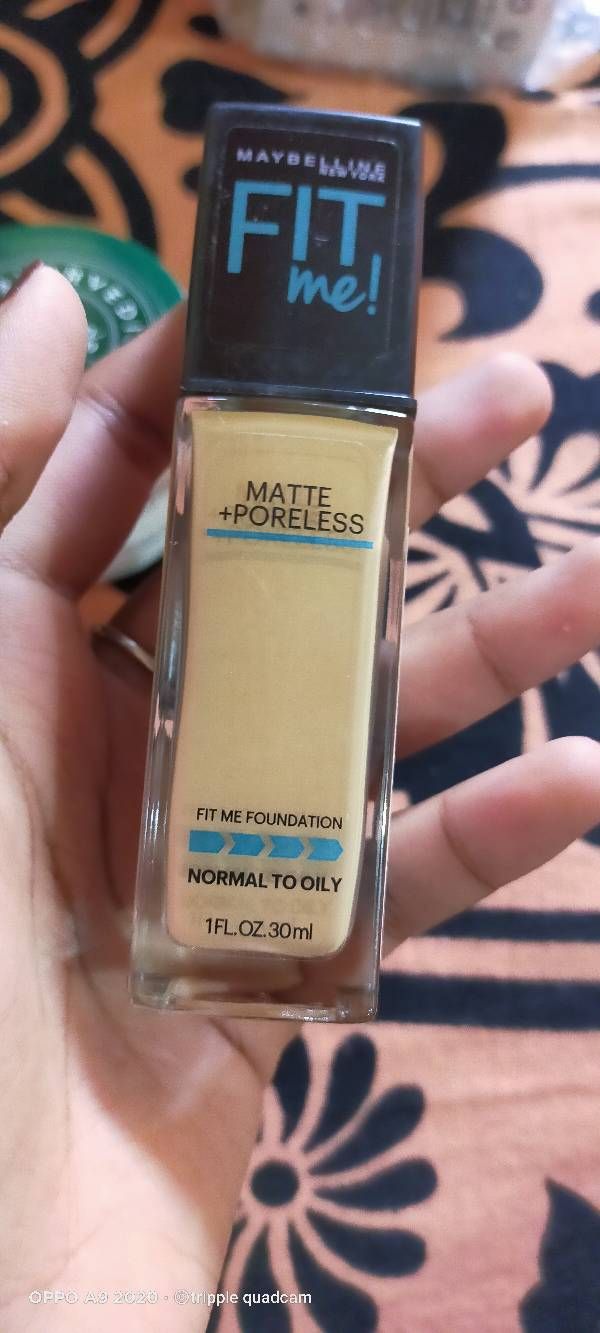 MAYBELLINE
NEW YORK
FIT
me!
MATTE
+PORELESS
FIT ME FOUNDATION
NORMAL TO OILY
1FL.OZ.30ml
OPPO A9 2020 · ©tripple quadcam